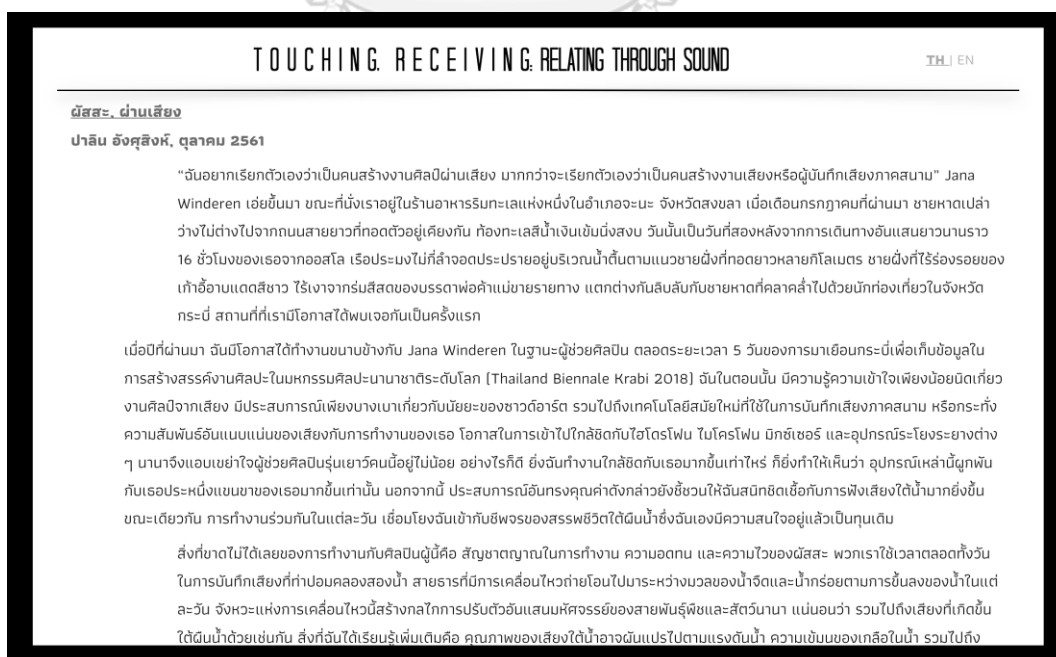 TOUCHING. RECEIVING: RELATING THROUGH SOUND
TH | EN
ผัสสะ, ผ่านเสียง
ปาลิน อังศุสิงห์, ตุลาคม 2561
“ฉันอยากเรียกตัวเองว่าเป็นคนสร้างงานศิลป์ผ่านเสียง มากกว่าจะเรียกตัวเองว่าเป็นคนสร้างงานเสียงหรือผู้บันทึกเสียงภาคสนาม” Jana
Winderen เอ่ยขึ้นมา ขณะที่นั่งเราอยู่ในร้านอาหารริมทะเลแห่งหนึ่งในอำเภอจะนะ จังหวัดสงขลา เมื่อเดือนกรกฎาคมที่ผ่านมา ชายหาดเปล่า
ว่างไม่ต่างไปจากถนนสายยาวที่ทอดตัวอยู่เคียงกัน ท้องทะเลสีน้ำเงินเข้มนิ่งสงบ วันนั้นเป็นวันที่สองหลังจากการเดินทางอันแสนยาวนานราว
16 ชั่วโมงของเธอจากออสโล เรือประมงไม่กี่ลำจอดประปรายอยู่บริเวณน้ำตื้นตามแนวชายฝั่งที่ทอดยาวหลายกิโลเมตร ชายฝั่งที่ไร้ร่องรอยของ
เก้าอี้อาบแดดสีขาว ไร้เงาจากร่มสีสดของบรรดาพ่อค้าแม่ขายรายทาง แตกต่างกันลิบลับกับชายหาดที่คลาคล่ำไปด้วยนักท่องเที่ยวในจังหวัด
กระบี่ สถานที่ที่เรามีโอกาสได้พบเจอกันเป็นครั้งแรก
เมื่อปีที่ผ่านมา ฉันมีโอกาสได้ทำงานขนาบข้างกับ Jana Winderen ในฐานะผู้ช่วยศิลปิน ตลอดระยะเวลา 5 วันของการมาเยือนกระบี่เพื่อเก็บข้อมูลใน
การสร้างสรรค์งานศิลปะในมหกรรมศิลปะนานาชาติระดับโลก (Thailand Biennale Krabi 2018) ฉันในตอนนั้น มีความรู้ความเข้าใจเพียงน้อยนิดเกี่ยว
งานศิลป์จากเสียง มีประสบการณ์เพียงบางเบาเกี่ยวกับนัยยะของซาวด์อาร์ต รวมไปถึงเทคโนโลยีสมัยใหม่ที่ใช้ในการบันทึกเสียงภาคสนาม หรือกระทั่ง
ความสัมพันธ์อันแนบแน่นของเสียงกับการทำงานของเธอ โอกาสในการเข้าไปใกล้ชิดกับไฮโดรโฟน ไมโครโฟน มิกซ์เซอร์ และอุปกรณ์ระโยงระยางต่าง
ๆ นานาจึงแอบเขย่าใจผู้ช่วยศิลปินรุ่นเยาว์คนนี้อยู่ไม่น้อย อย่างไรก็ดี ยิ่งฉันทำงานใกล้ชิดกับเธอมากขึ้นเท่าไหร่ ก็ยิ่งทำให้เห็นว่า อุปกรณ์เหล่านี้ผูกพัน
กับเธอประหนึ่งแขนขาของเธอมากขึ้นเท่านั้น นอกจากนี้ ประสบการณ์อันทรงคุณค่าดังกล่าวยังชี้ชวนให้ฉันสนิทชิดเชื้อกับการฟังเสียงใต้น้ำมากยิ่งขึ้น
ขณะเดียวกัน การทำงานร่วมกันในแต่ละวัน เชื่อมโยงฉันเข้ากับชีพจรของสรรพชีวิตใต้ผืนน้ำซึ่งฉันเองมีความสนใจอยู่แล้วเป็นทุนเดิม
สิ่งที่ขาดไม่ได้เลยของการทำงานกับศิลปินผู้นี้คือ สัญชาตญาณในการทำงาน ความอดทน และความไวของผัสสะ พวกเราใช้เวลาตลอดทั้งวัน
ในการบันทึกเสียงที่ท่าปอมคลองสองน้ำ สายธารที่มีการเคลื่อนไหวถ่ายโอนไปมาระหว่างมวลของน้ำจืดและน้ำกร่อยตามการขึ้นลงของน้ำในแต่
ละวัน จังหวะแห่งการเคลื่อนไหวนี้สร้างกลไกการปรับตัวอันแสนมหัศจรรย์ของสายพันธุ์พืชและสัตว์นานา แน่นอนว่า รวมไปถึงเสียงที่เกิดขึ้น
ใต้ผืนน้ำด้วยเช่นกัน สิ่งที่ฉันได้เรียนรู้เพิ่มเติมคือ คุณภาพของเสียงใต้น้ำอาจผันแปรไปตามแรงดันน้ำ ความเข้มของเกลือในน้ำ รวมไปถึง